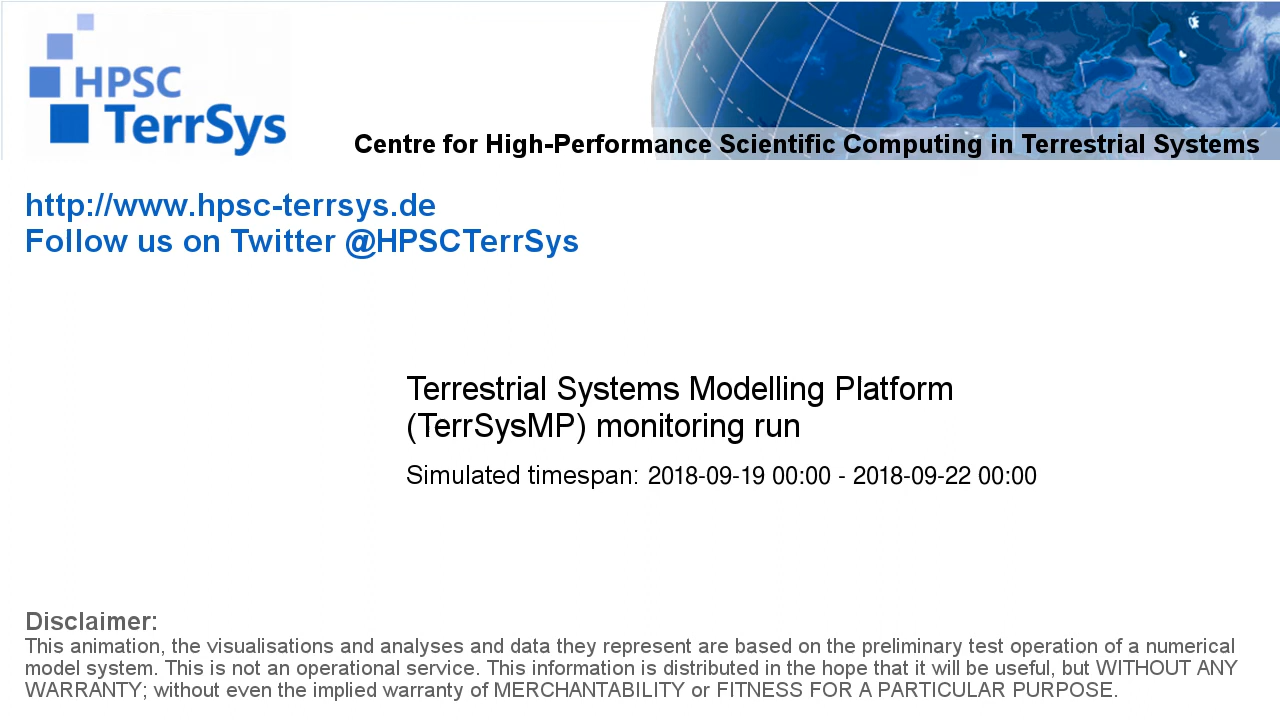 HPSC
TerrSys
Centre for High-Performance Scientific Computing in Terrestrial Systems
http://www.hpsc-terrsys.de
Follow us on Twitter @HPSCTerrSys
Terrestrial Systems Modelling Platform
(TerrSysMP) monitoring run
Simulated timespan: 2018-09-19 00:00 - 2018-09-22 00:00
Disclaimer:
This animation, the visualisations and analyses and data they represent are based on the preliminary test operation of a numerical
model system. This is not an operational service. This information is distributed in the hope that it will be useful, but WITHOUT ANY
WARRANTY; without even the implied warranty of MERCHANTABILITY or FITNESS FOR A PARTICULAR PURPOSE.